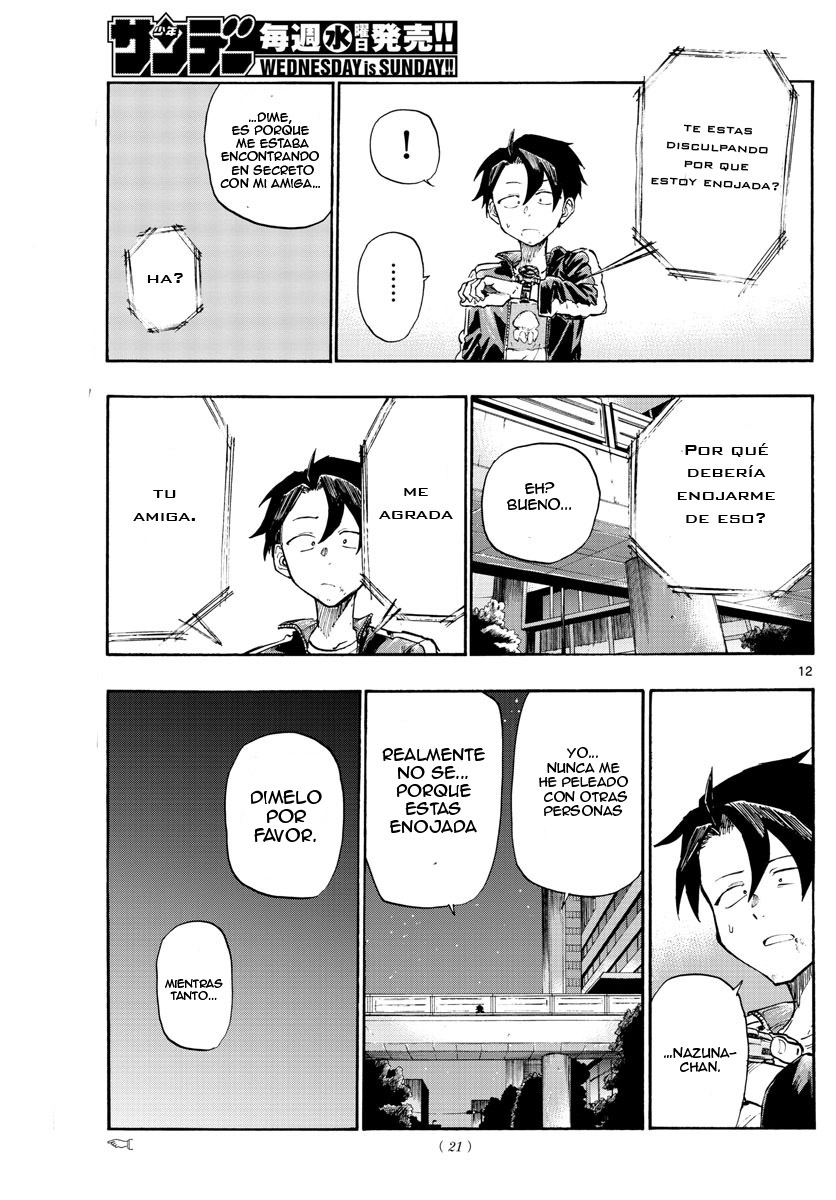 少年
サンデー 毎週水曜日発売!!
WEDNESDAY is SUNDAY!!
TE ESTAS
DISCULPANDO
POR QUE
ESTOY ENOJADA?
!
......
...DIME,
ES PORQUE
ME ESTABA
ENCONTRANDO
EN SECRETO
CON MI AMIGA...
HA?
POR QUÉ
DEBERÍA
ENOJARME
DE ESO?
EH?
BUENO...
ME
AGRADA
TU
AMIGA.
12
...NAZUNA-
CHAN.
YO...
NUNCA ME
HE PELEADO
CON OTRAS
PERSONAS
REALMENTE
NO SE...
PORQUE
ESTAS
ENOJADA
DIMELO
POR
FAVOR.
MIENTRAS
TANTO...
( 21 )